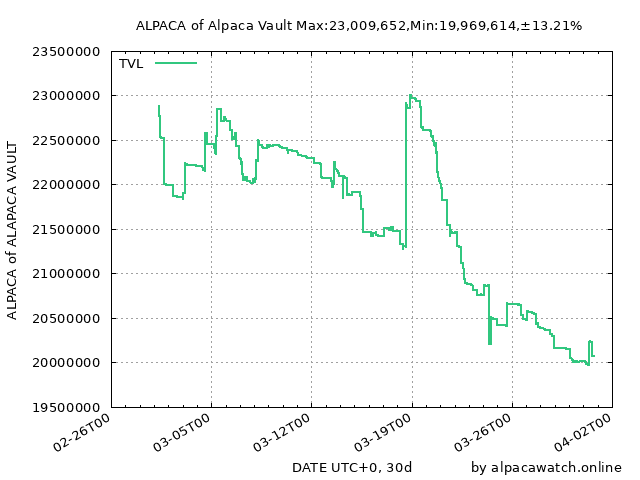 ALPACA of Alpaca Vault Max:23,009,652,Min:19,969,614,±13.21%
TVL
ALPACA of ALAPACA VAULT
23500000
23000000
22500000
22000000
21500000
21000000
20500000
20000000
19500000
02-26T00
03-05T00
03-12T00
03-19T00
03-26T00
04-02T00
DATE UTC+0, 30d
by alpacawatch.online